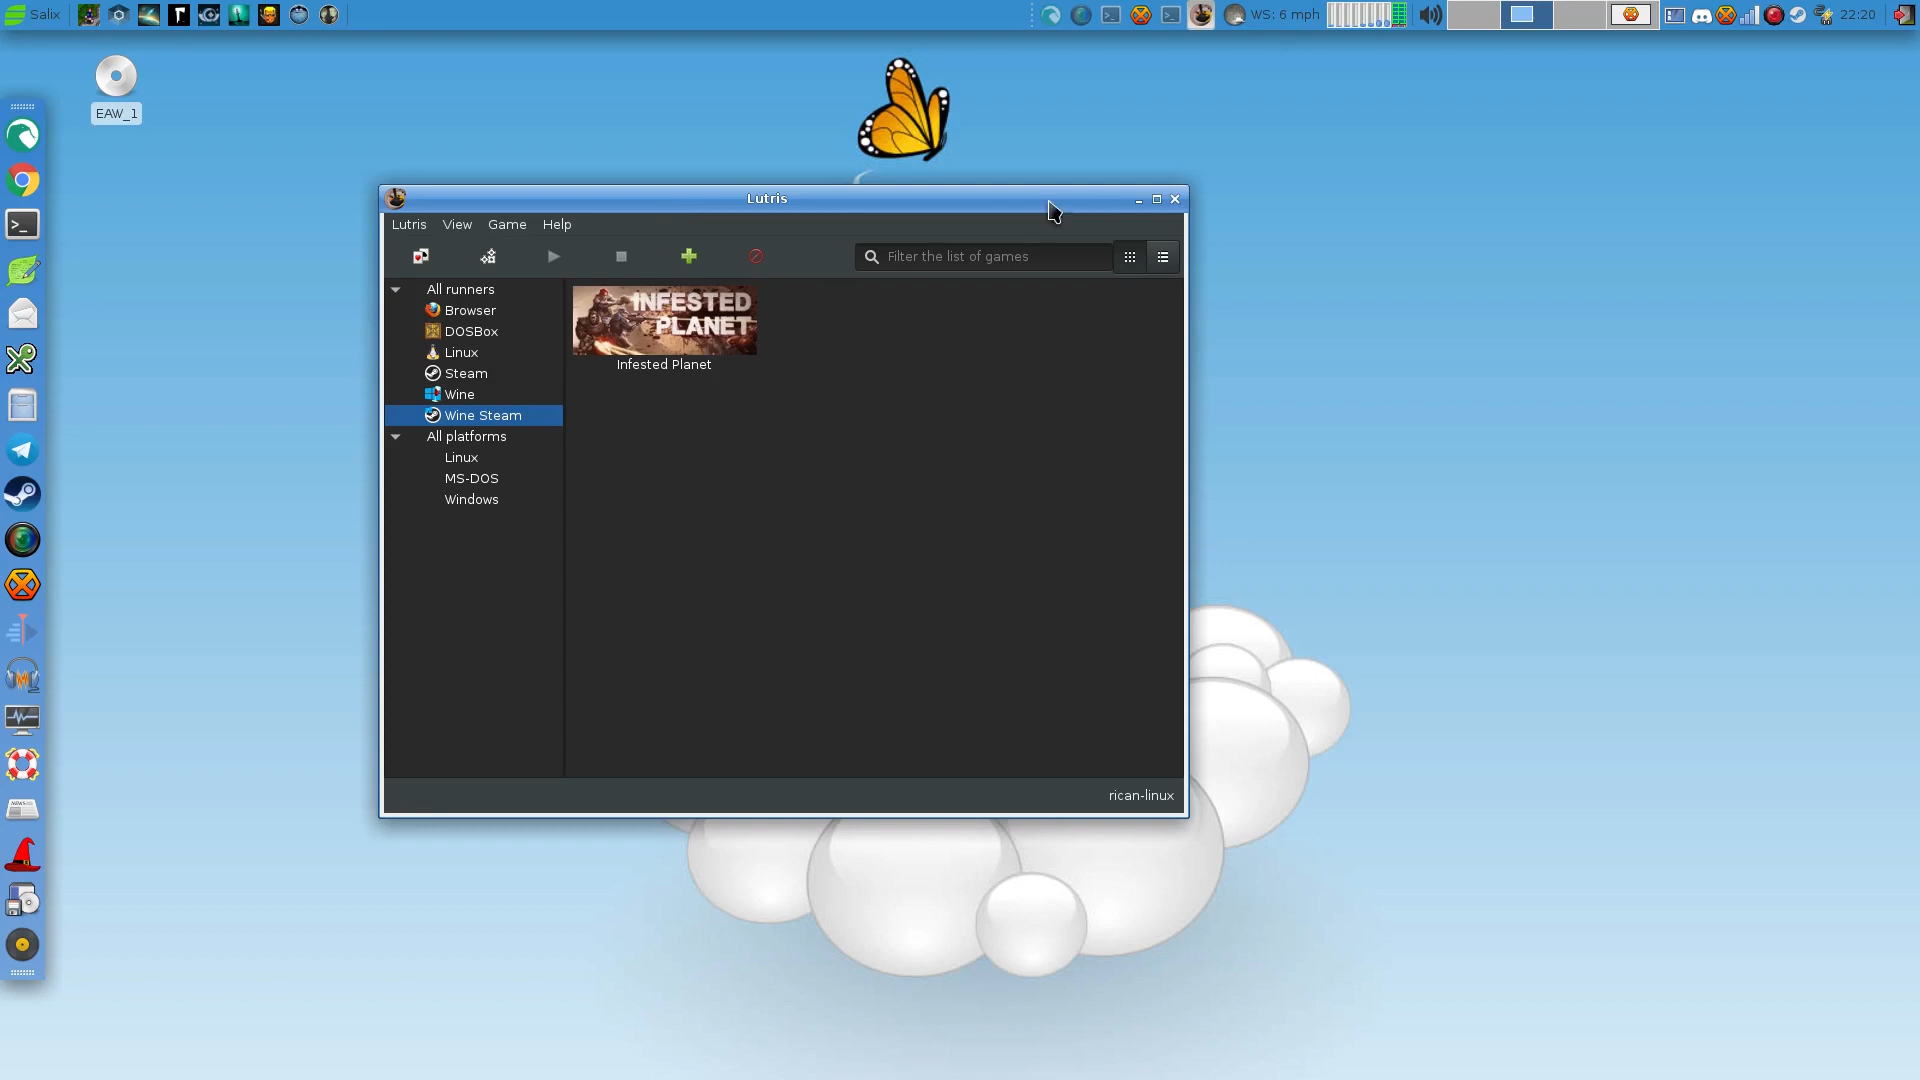 Salix
WS: 6 mph
22:20
EAW_1
Lutris
Lutris View Game Help
Filter the list of games
All runners
Browser
DOSBox
Linux
Steam
Wine
Wine Steam
All platforms
Linux
MS-DOS
Windows
INFESTED
PLANET
Infested Planet
rican-linux
NEWS